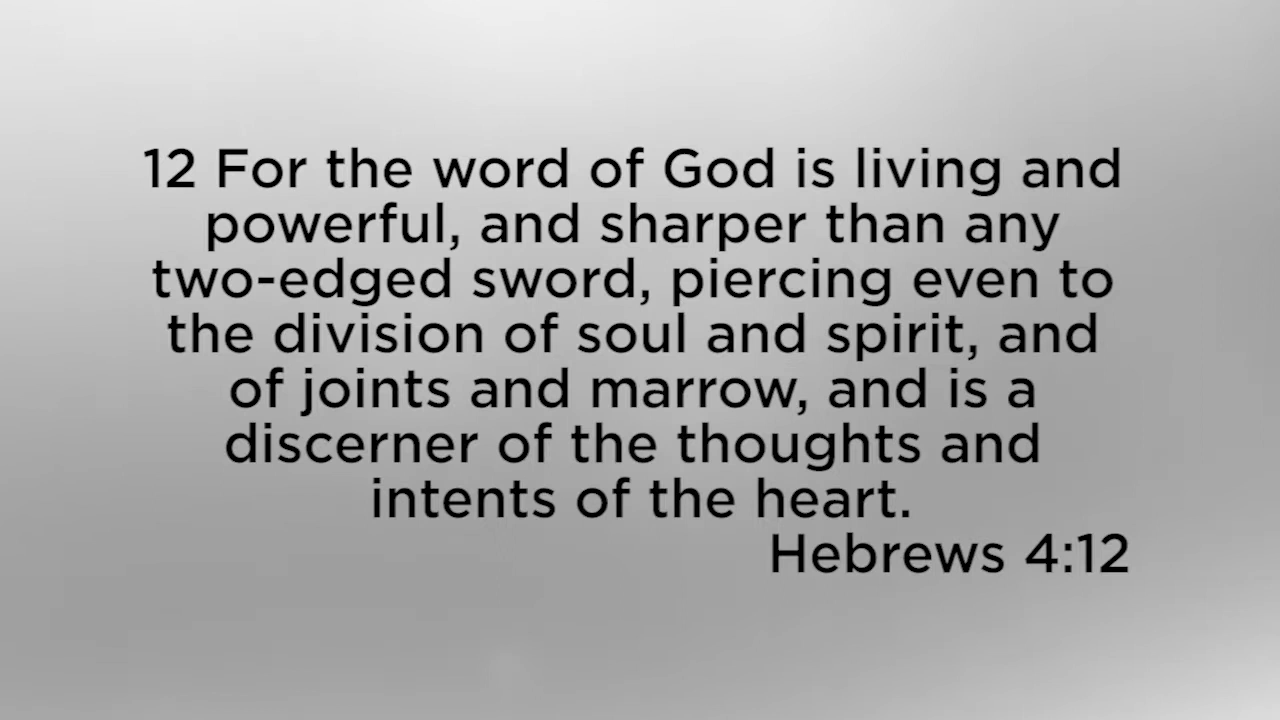 12 For the word of God is living and
powerful, and sharper than any
two-edged sword, piercing even to
the division of soul and spirit, and
of joints and marrow, and is a
discerner of the thoughts and
intents of the heart.
Hebrews 4:12